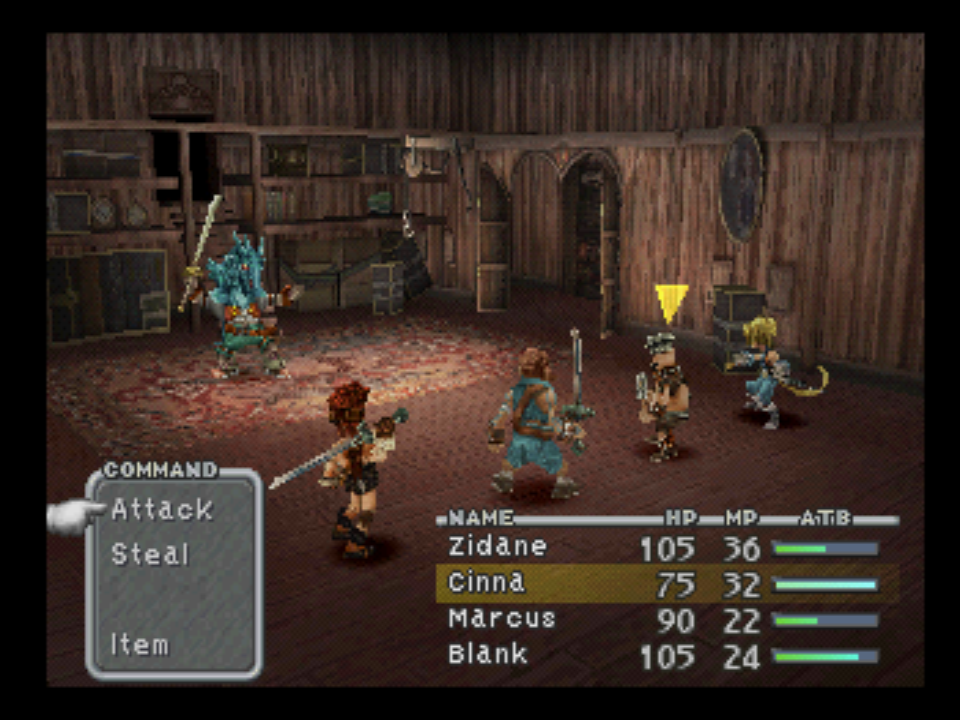 COMMAND
Attack
Steal
Item
NAME HP MP ATB
Zidane 105 36
Cinna 75 32
Marcus 90 22
Blank 105 24